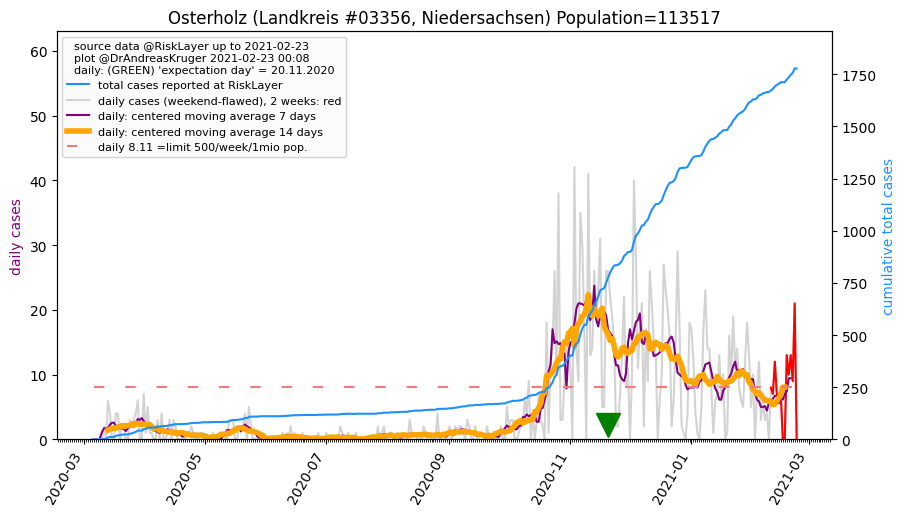 Osterholz (Landkreis #03356, Niedersachsen) Population=113517
source data @RiskLayer up to 2021-02-23
plot @DrAndreasKruger 2021-02-23 00:08
daily: (GREEN) 'expectation day' = 20.11.2020
total cases reported at RiskLayer
daily cases (weekend-flawed), 2 weeks: red
daily: centered moving average 7 days
daily: centered moving average 14 days
daily 8.11 =limit 500/week/1mio pop.
daily cases
60
50
40
30
20
10
0
cumulative total cases
1750
1500
1250
1000
750
500
250
0
2020-03
2020-05
2020-07
2020-09
2020-11
2021-01
2021-03